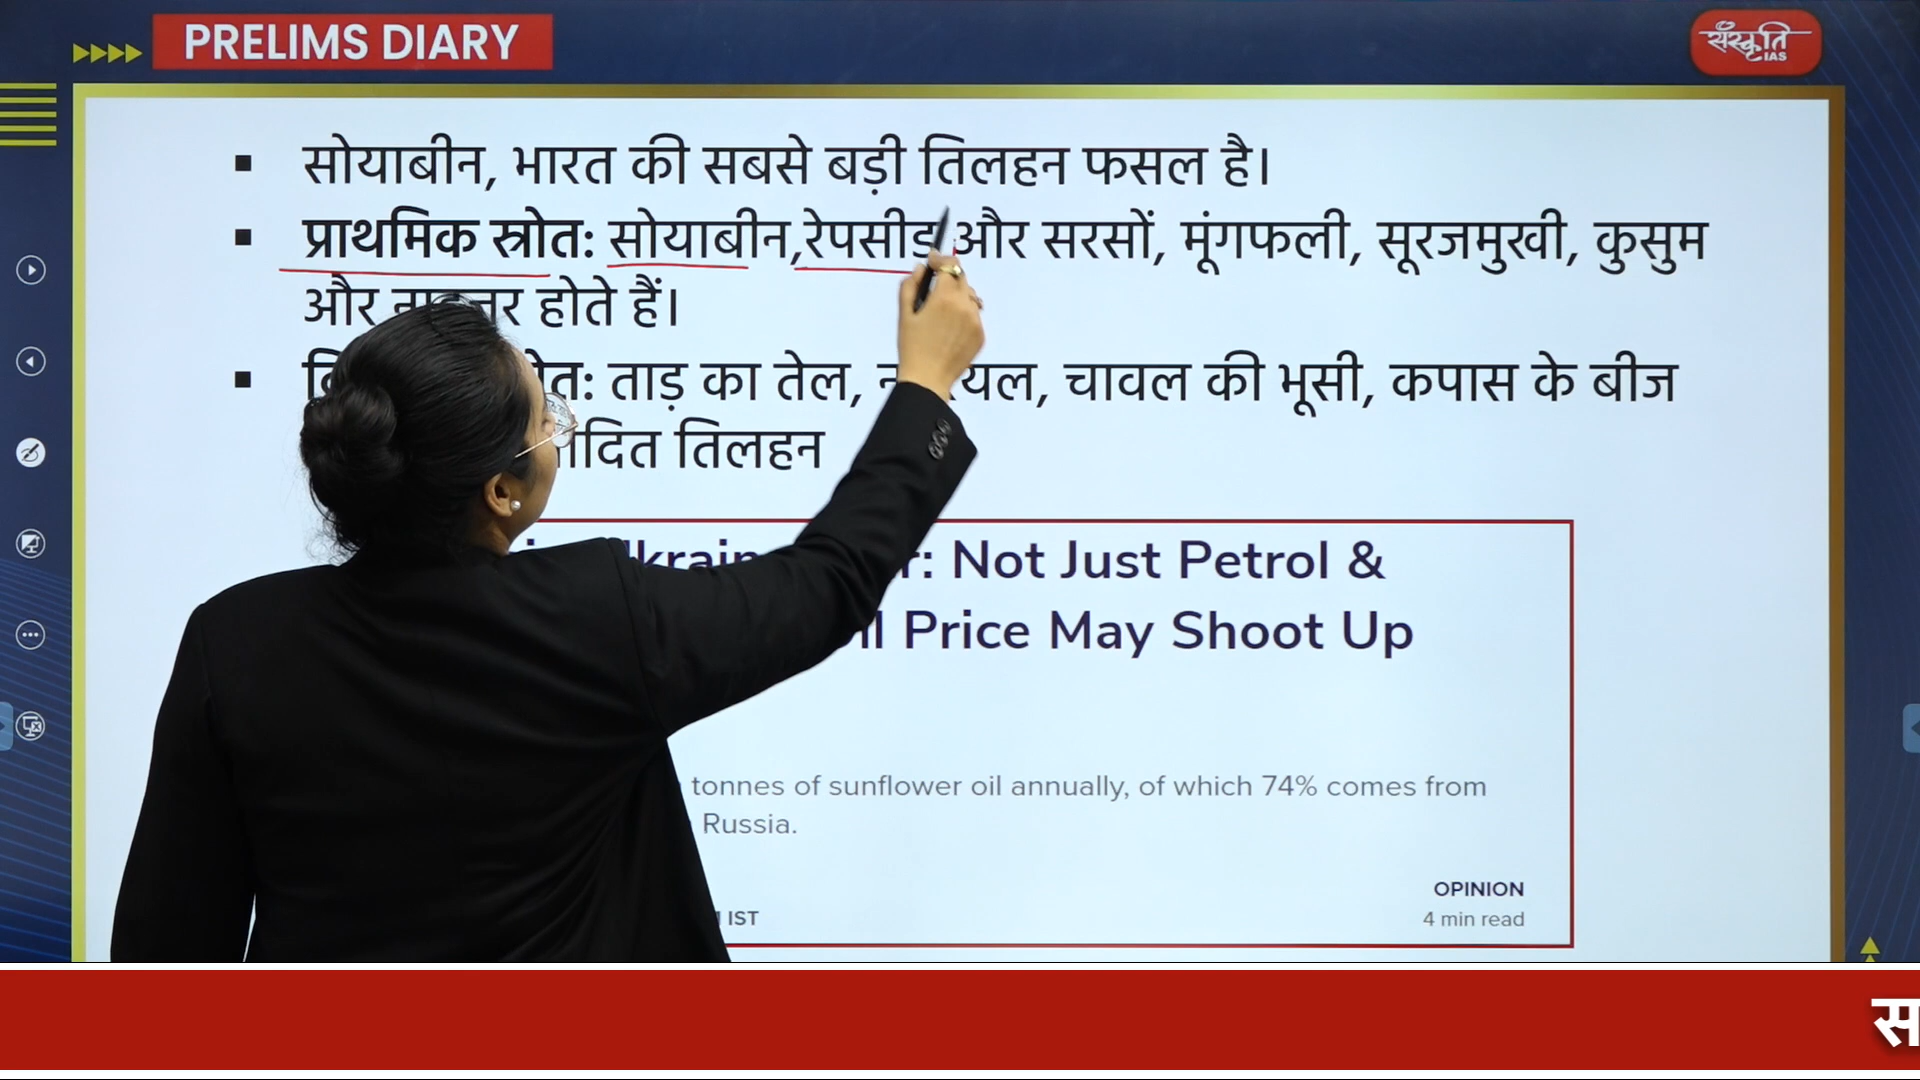 PRELIMS DIARY
संस्कृति
IAS
▪ सोयाबीन, भारत की सबसे बड़ी तिलहन फसल है।
▪ प्राथमिक स्रोत: सोयाबीन,रेपसीड और सरसों, मूंगफली, सूरजमुखी, कुसुम
और होते हैं।
▪ ताड़ का तेल, चावल की भूसी, कपास के बीज
तिलहन
Not Just Petrol &
Price May Shoot Up
tonnes of sunflower oil annually, of which 74% comes from
Russia.
OPINION
IST
4 min read